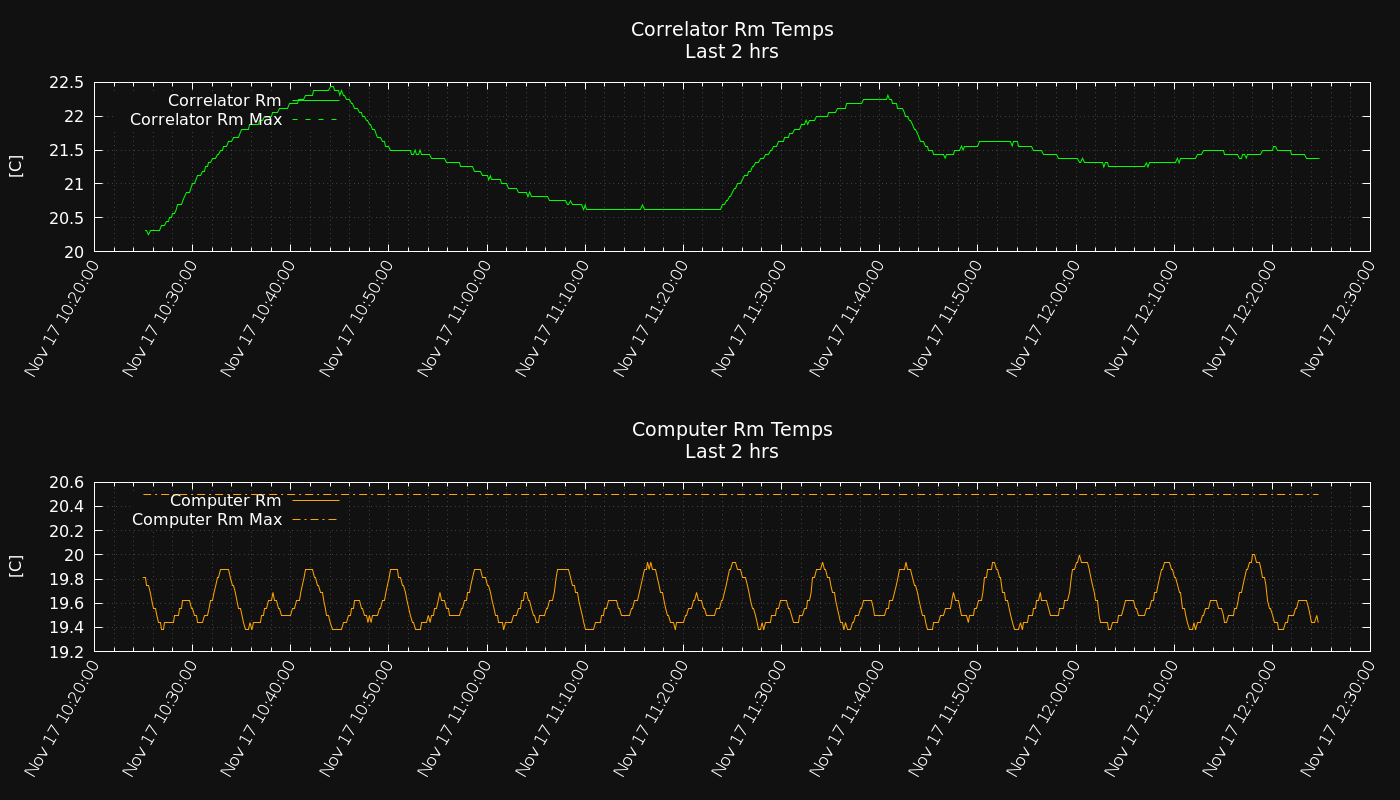 Correlator Rm Temps
Last 2 hrs
22.5
22
21.5
21
20.5
20
[C]
Correlator Rm
Correlator Rm Max
Nov 17 10:20:00
Nov 17 10:30:00
Nov 17 10:40:00
Nov 17 10:50:00
Nov 17 11:00:00
Nov 17 11:10:00
Nov 17 11:20:00
Nov 17 11:30:00
Nov 17 11:40:00
Nov 17 11:50:00
Nov 17 12:00:00
Nov 17 12:10:00
Nov 17 12:20:00
Nov 17 12:30:00
Computer Rm Temps
Last 2 hrs
20.6
20.4
20.2
20
19.8
19.6
19.4
19.2
[C]
Computer Rm
Computer Rm Max
Nov 17 10:20:00
Nov 17 10:30:00
Nov 17 10:40:00
Nov 17 10:50:00
Nov 17 11:00:00
Nov 17 11:10:00
Nov 17 11:20:00
Nov 17 11:30:00
Nov 17 11:40:00
Nov 17 11:50:00
Nov 17 12:00:00
Nov 17 12:10:00
Nov 17 12:20:00
Nov 17 12:30:00